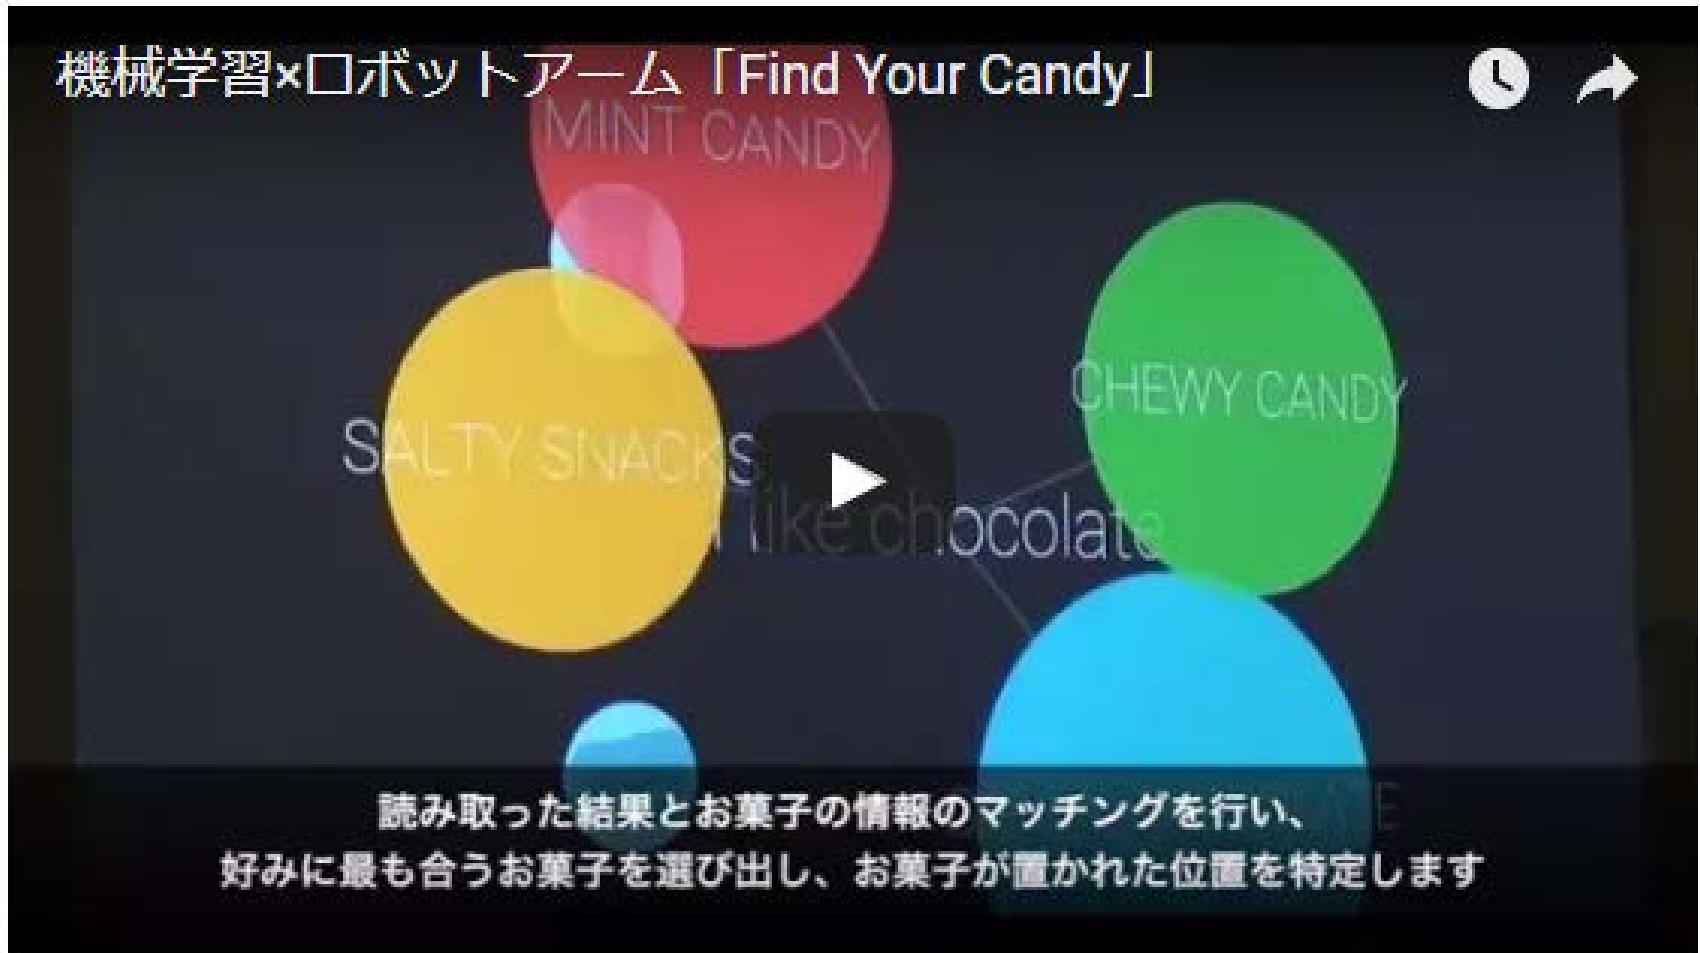 機械学習×ロボットアーム「Find Your Candy」
MINT CANDY
CHEWY CANDY
SALTY SNACKS
I like chocolate
読み取った結果とお菓子の情報のマッチングを行い、
好みに最も合うお菓子を選び出し、お菓子が置かれた位置を特定します